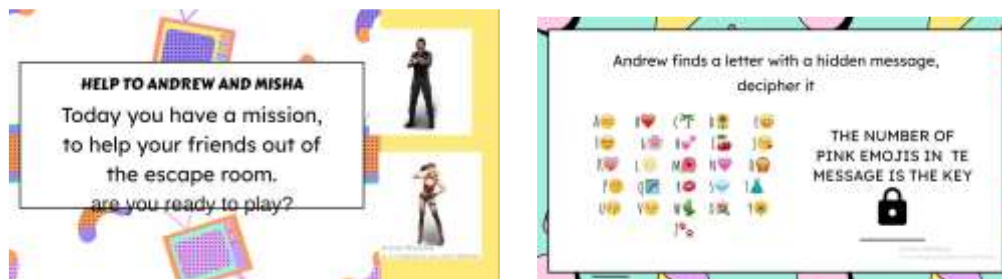 HELP TO ANDREW AND MISHA
Today you have a mission,
to help your friends out of
the escape room.
are you ready to play?
Andrew finds a letter with a hidden message,
decipher it
THE NUMBER OF
PINK EMOJIS IN TE
MESSAGE IS THE KEY